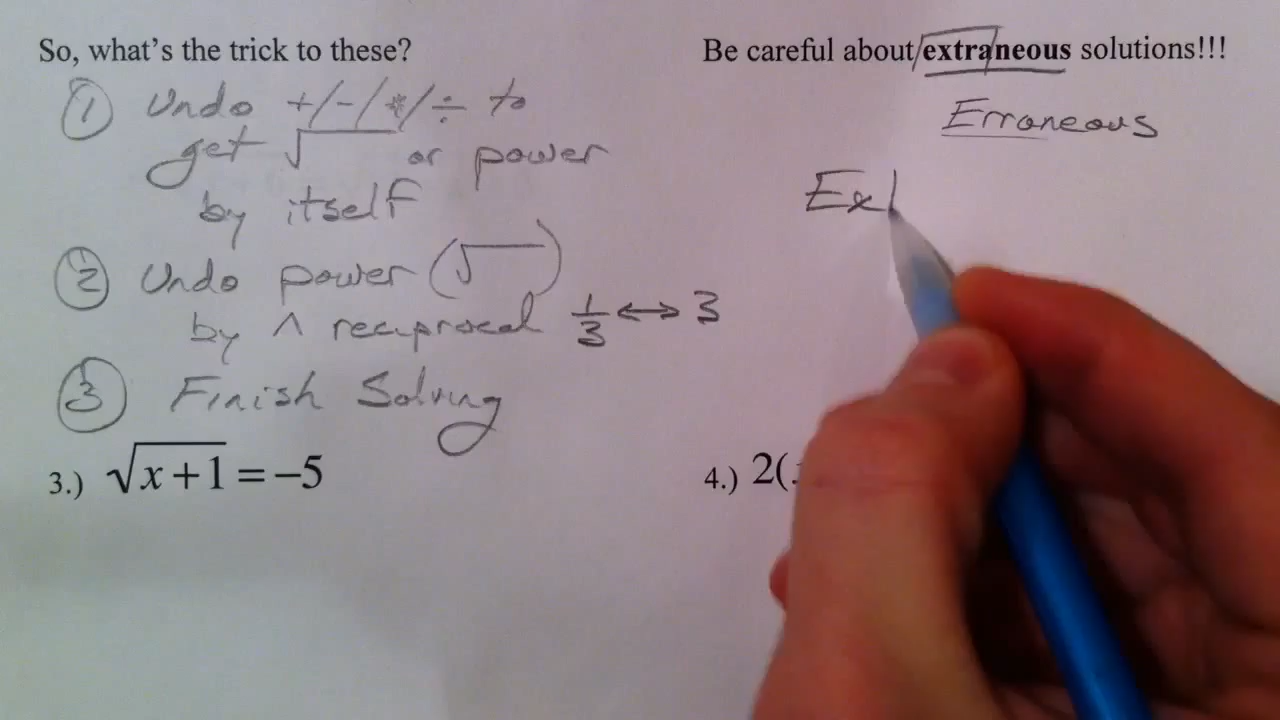 So, what's the trick to these?
① Undo +/-/*/÷ to
get √ or power
by itself
② Undo power (√ )
by ^ reciprocal 1/3 ↔ 3
③ Finish Solving
3.) √x+1 = -5
Be careful about extraneous solutions!!!
Erroneous
Ex
4.) 2(